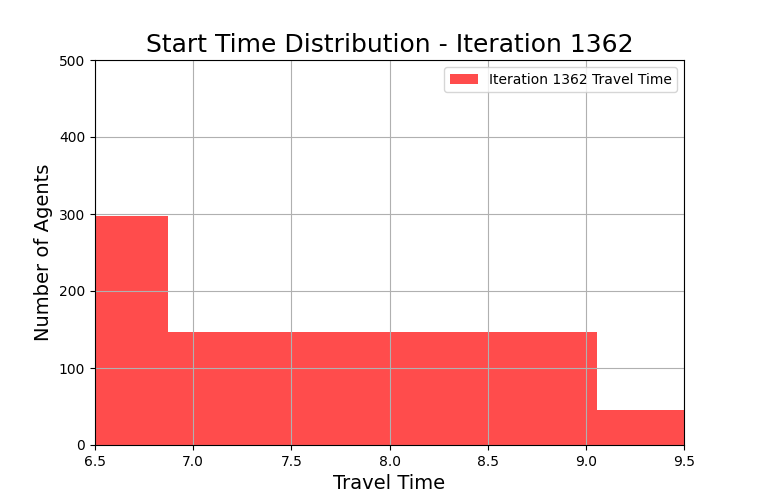 Start Time Distribution - Iteration 1362
Iteration 1362 Travel Time
Number of Agents
500
400
300
200
100
0
6.5 7.0 7.5 8.0 8.5 9.0 9.5
Travel Time